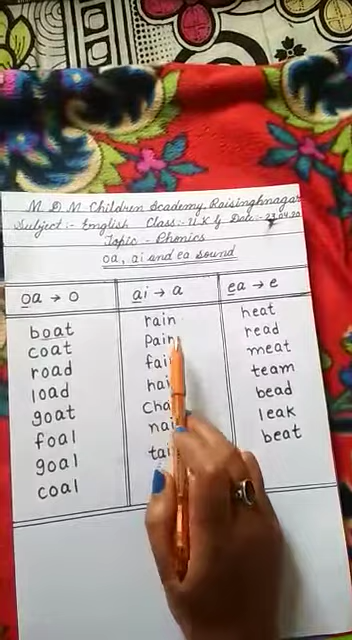 M D M Children Academy, Raisinghnagar
Subject:- English Class:- U.K.G Date:- 23.04.20
Topic - Phonics
oa, ai and ea sound
oa → o ai → a ea → e
boat rain heat
coat pain read
road meat
load team
goat bead
foal leak
goal beat
coal